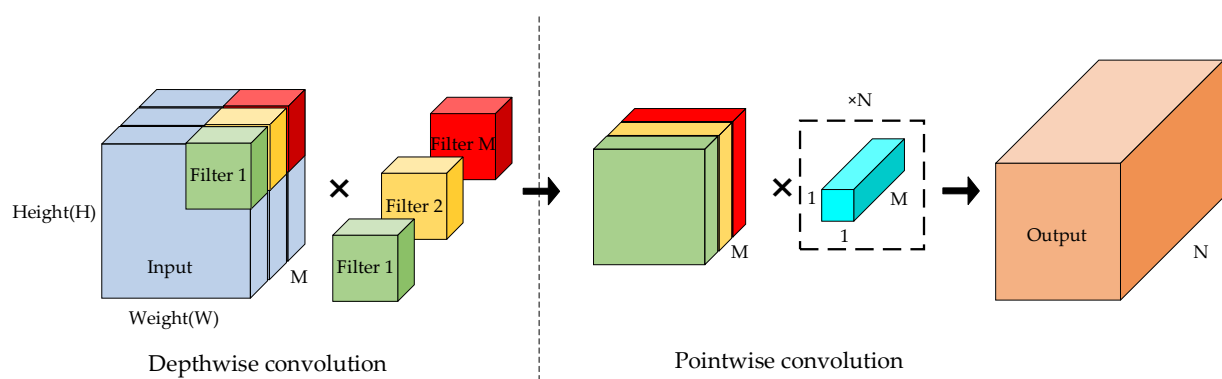 Filter 1
Height(H)
Input
M
Weight(W)
×
Filter M
Filter 2
Filter 1
Depthwise convolution
M
×
×N
1
M
1
Output
N
Pointwise convolution